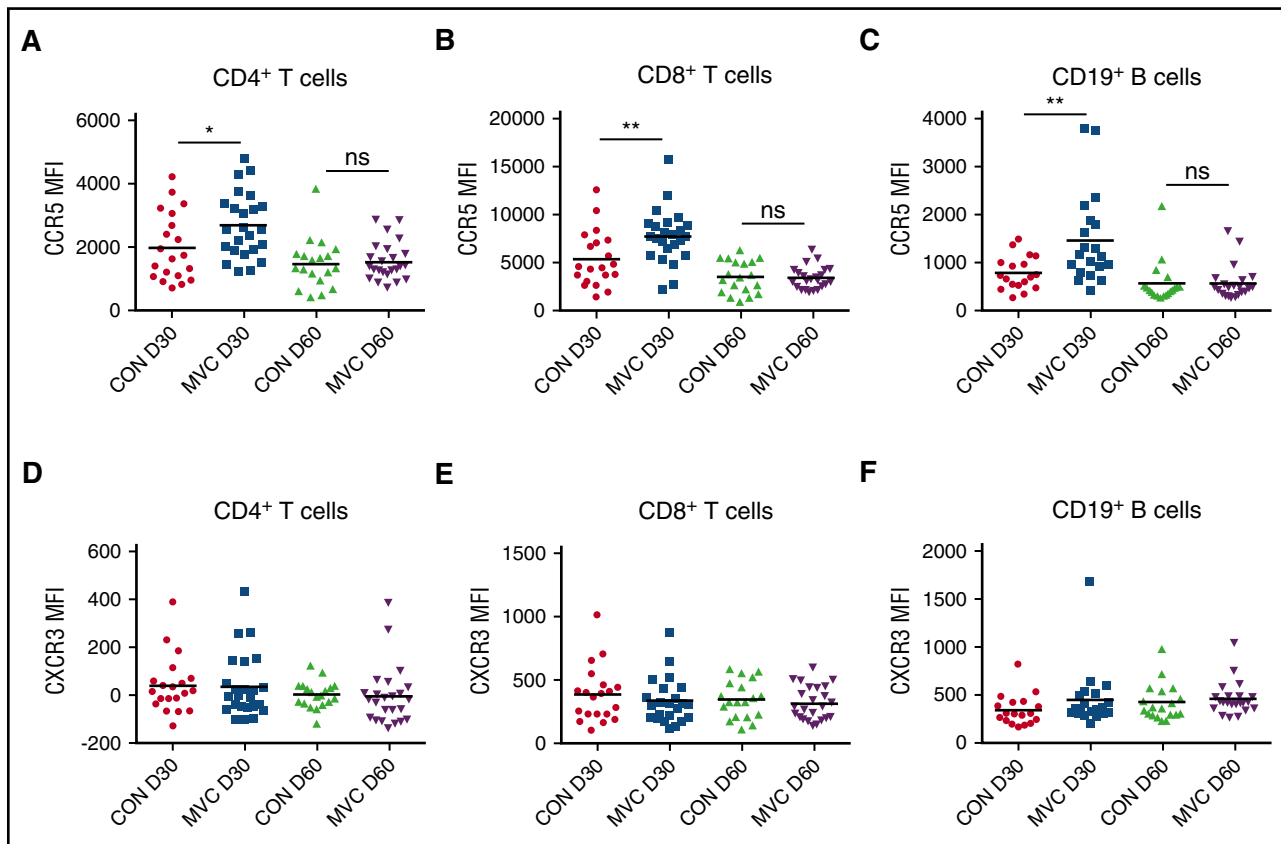 A
CD4⁺ T cells
CCR5 MFI
6000
4000
2000
0
*
ns
CON D30
MVC D30
CON D60
MVC D60
B
CD8⁺ T cells
CCR5 MFI
20000
15000
10000
5000
0
**
ns
CON D30
MVC D30
CON D60
MVC D60
C
CD19⁺ B cells
CCR5 MFI
4000
3000
2000
1000
0
**
ns
CON D30
MVC D30
CON D60
MVC D60
D
CD4⁺ T cells
CXCR3 MFI
600
400
200
0
-200
CON D30
MVC D30
CON D60
MVC D60
E
CD8⁺ T cells
CXCR3 MFI
1500
1000
500
0
CON D30
MVC D30
CON D60
MVC D60
F
CD19⁺ B cells
CXCR3 MFI
2000
1500
1000
500
0
CON D30
MVC D30
CON D60
MVC D60